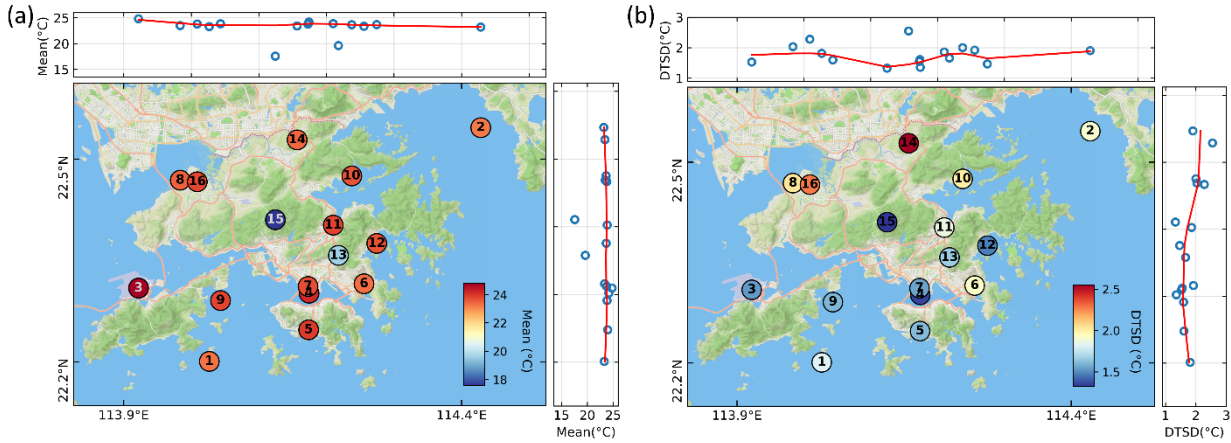 (a)
Mean(°C)
25
20
15
22.5°N
22.2°N
113.9°E
114.4°E
1
2
3
4
5
6
7
8
9
10
11
12
13
14
15
16
24
22
20
18
Mean (°C)
15 20 25
Mean(°C)
(b)
DTSD(°C)
3
2
1
22.5°N
22.2°N
113.9°E
114.4°E
1
2
3
4
5
6
7
8
9
10
11
12
13
14
15
16
2.5
2.0
1.5
DTSD (°C)
1 2 3
DTSD(°C)